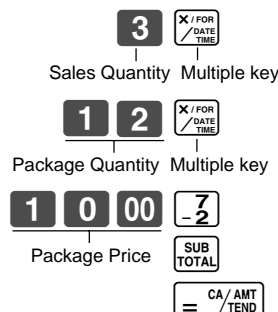 3 X / FOR / DATE TIME
Sales Quantity Multiple key
1 2 X / FOR / DATE TIME
Package Quantity Multiple key
1 0 00 7 - 2
Package Price SUB TOTAL
= CA / AMT / TEND